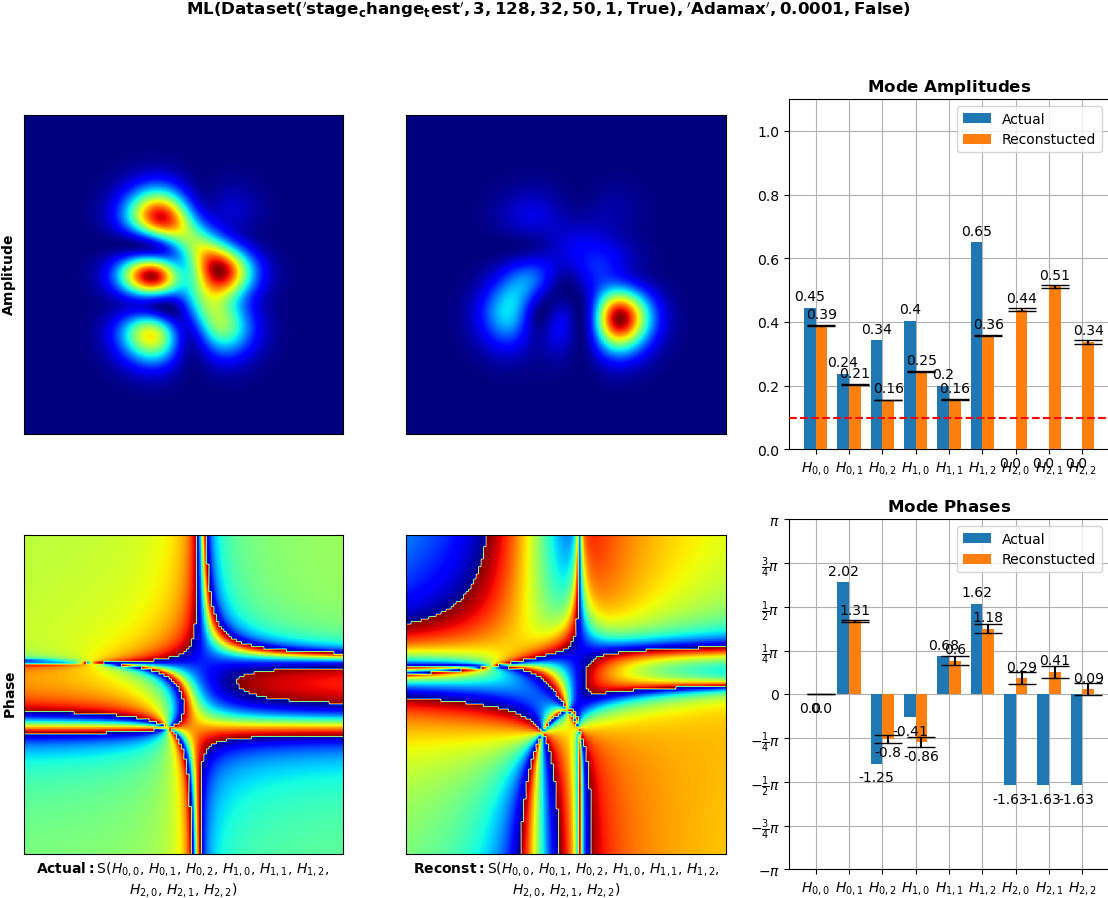 ML(Dataset('stage_change_test', 3, 128, 32, 50, 1, True), 'Adamax', 0.0001, False)
Amplitude
Mode Amplitudes
Actual
Reconstucted
1.0
0.8
0.6
0.4
0.2
0.0
0.45
0.39
0.24
0.21
0.34
0.16
0.4
0.25
0.2
0.16
0.65
0.36
0.0
0.44
0.0
0.51
0.0
0.34
H0,0 H0,1 H0,2 H1,0 H1,1 H1,2 H2,0 H2,1 H2,2
Phase
Actual: S(H0,0, H0,1, H0,2, H1,0, H1,1, H1,2,
H2,0, H2,1, H2,2)
Reconst: S(H0,0, H0,1, H0,2, H1,0, H1,1, H1,2,
H2,0, H2,1, H2,2)
Mode Phases
Actual
Reconstucted
π
3/4π
1/2π
1/4π
0
−1/4π
−1/2π
−3/4π
−π
0.0
0.0
2.02
1.31
-1.25
-0.8
-0.41
-0.86
0.68
0.6
1.62
1.18
-1.63
0.29
-1.63
0.41
-1.63
0.09
H0,0 H0,1 H0,2 H1,0 H1,1 H1,2 H2,0 H2,1 H2,2